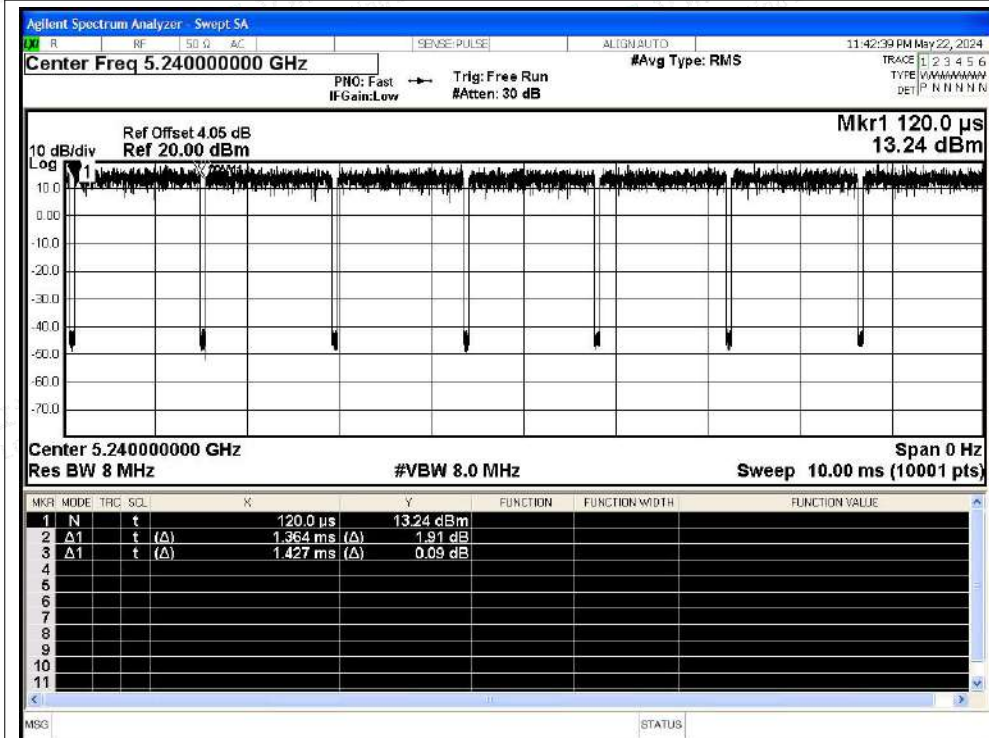 Agilent Spectrum Analyzer - Swept SA
LXI R RF 50 Ω AC SENSE:PULSE ALIGN AUTO 11:42:39 PM May 22, 2024
Center Freq 5.240000000 GHz #Avg Type: RMS TRACE 1 2 3 4 5 6
PNO: Fast Trig: Free Run TYPE WWWWWW
IFGain:Low #Atten: 30 dB DET P N N N N N
Mkr1 120.0 µs
Ref Offset 4.05 dB
10 dB/div Ref 20.00 dBm 13.24 dBm
Log
1
10.0
0.00
-10.0
-20.0
-30.0
-40.0
-50.0
-60.0
-70.0
Center 5.240000000 GHz Span 0 Hz
Res BW 8 MHz #VBW 8.0 MHz Sweep 10.00 ms (10001 pts)
MKR MODE TRC SCL X Y FUNCTION FUNCTION WIDTH FUNCTION VALUE
1 N t 120.0 µs 13.24 dBm
2 Δ1 t (Δ) 1.364 ms (Δ) 1.91 dB
3 Δ1 t (Δ) 1.427 ms (Δ) 0.09 dB
4
5
6
7
8
9
10
11
MSG STATUS